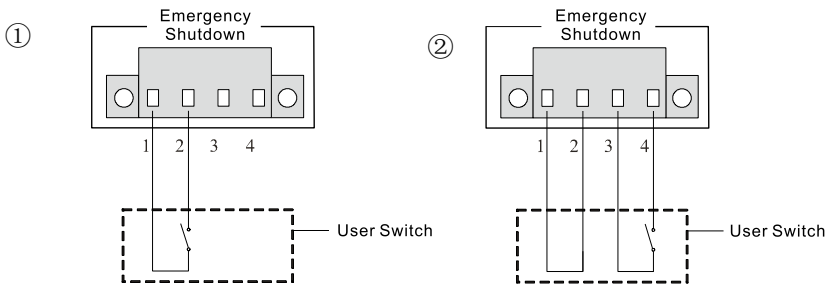 ①
Emergency
Shutdown
1 2 3 4
User Switch
②
Emergency
Shutdown
1 2 3 4
User Switch